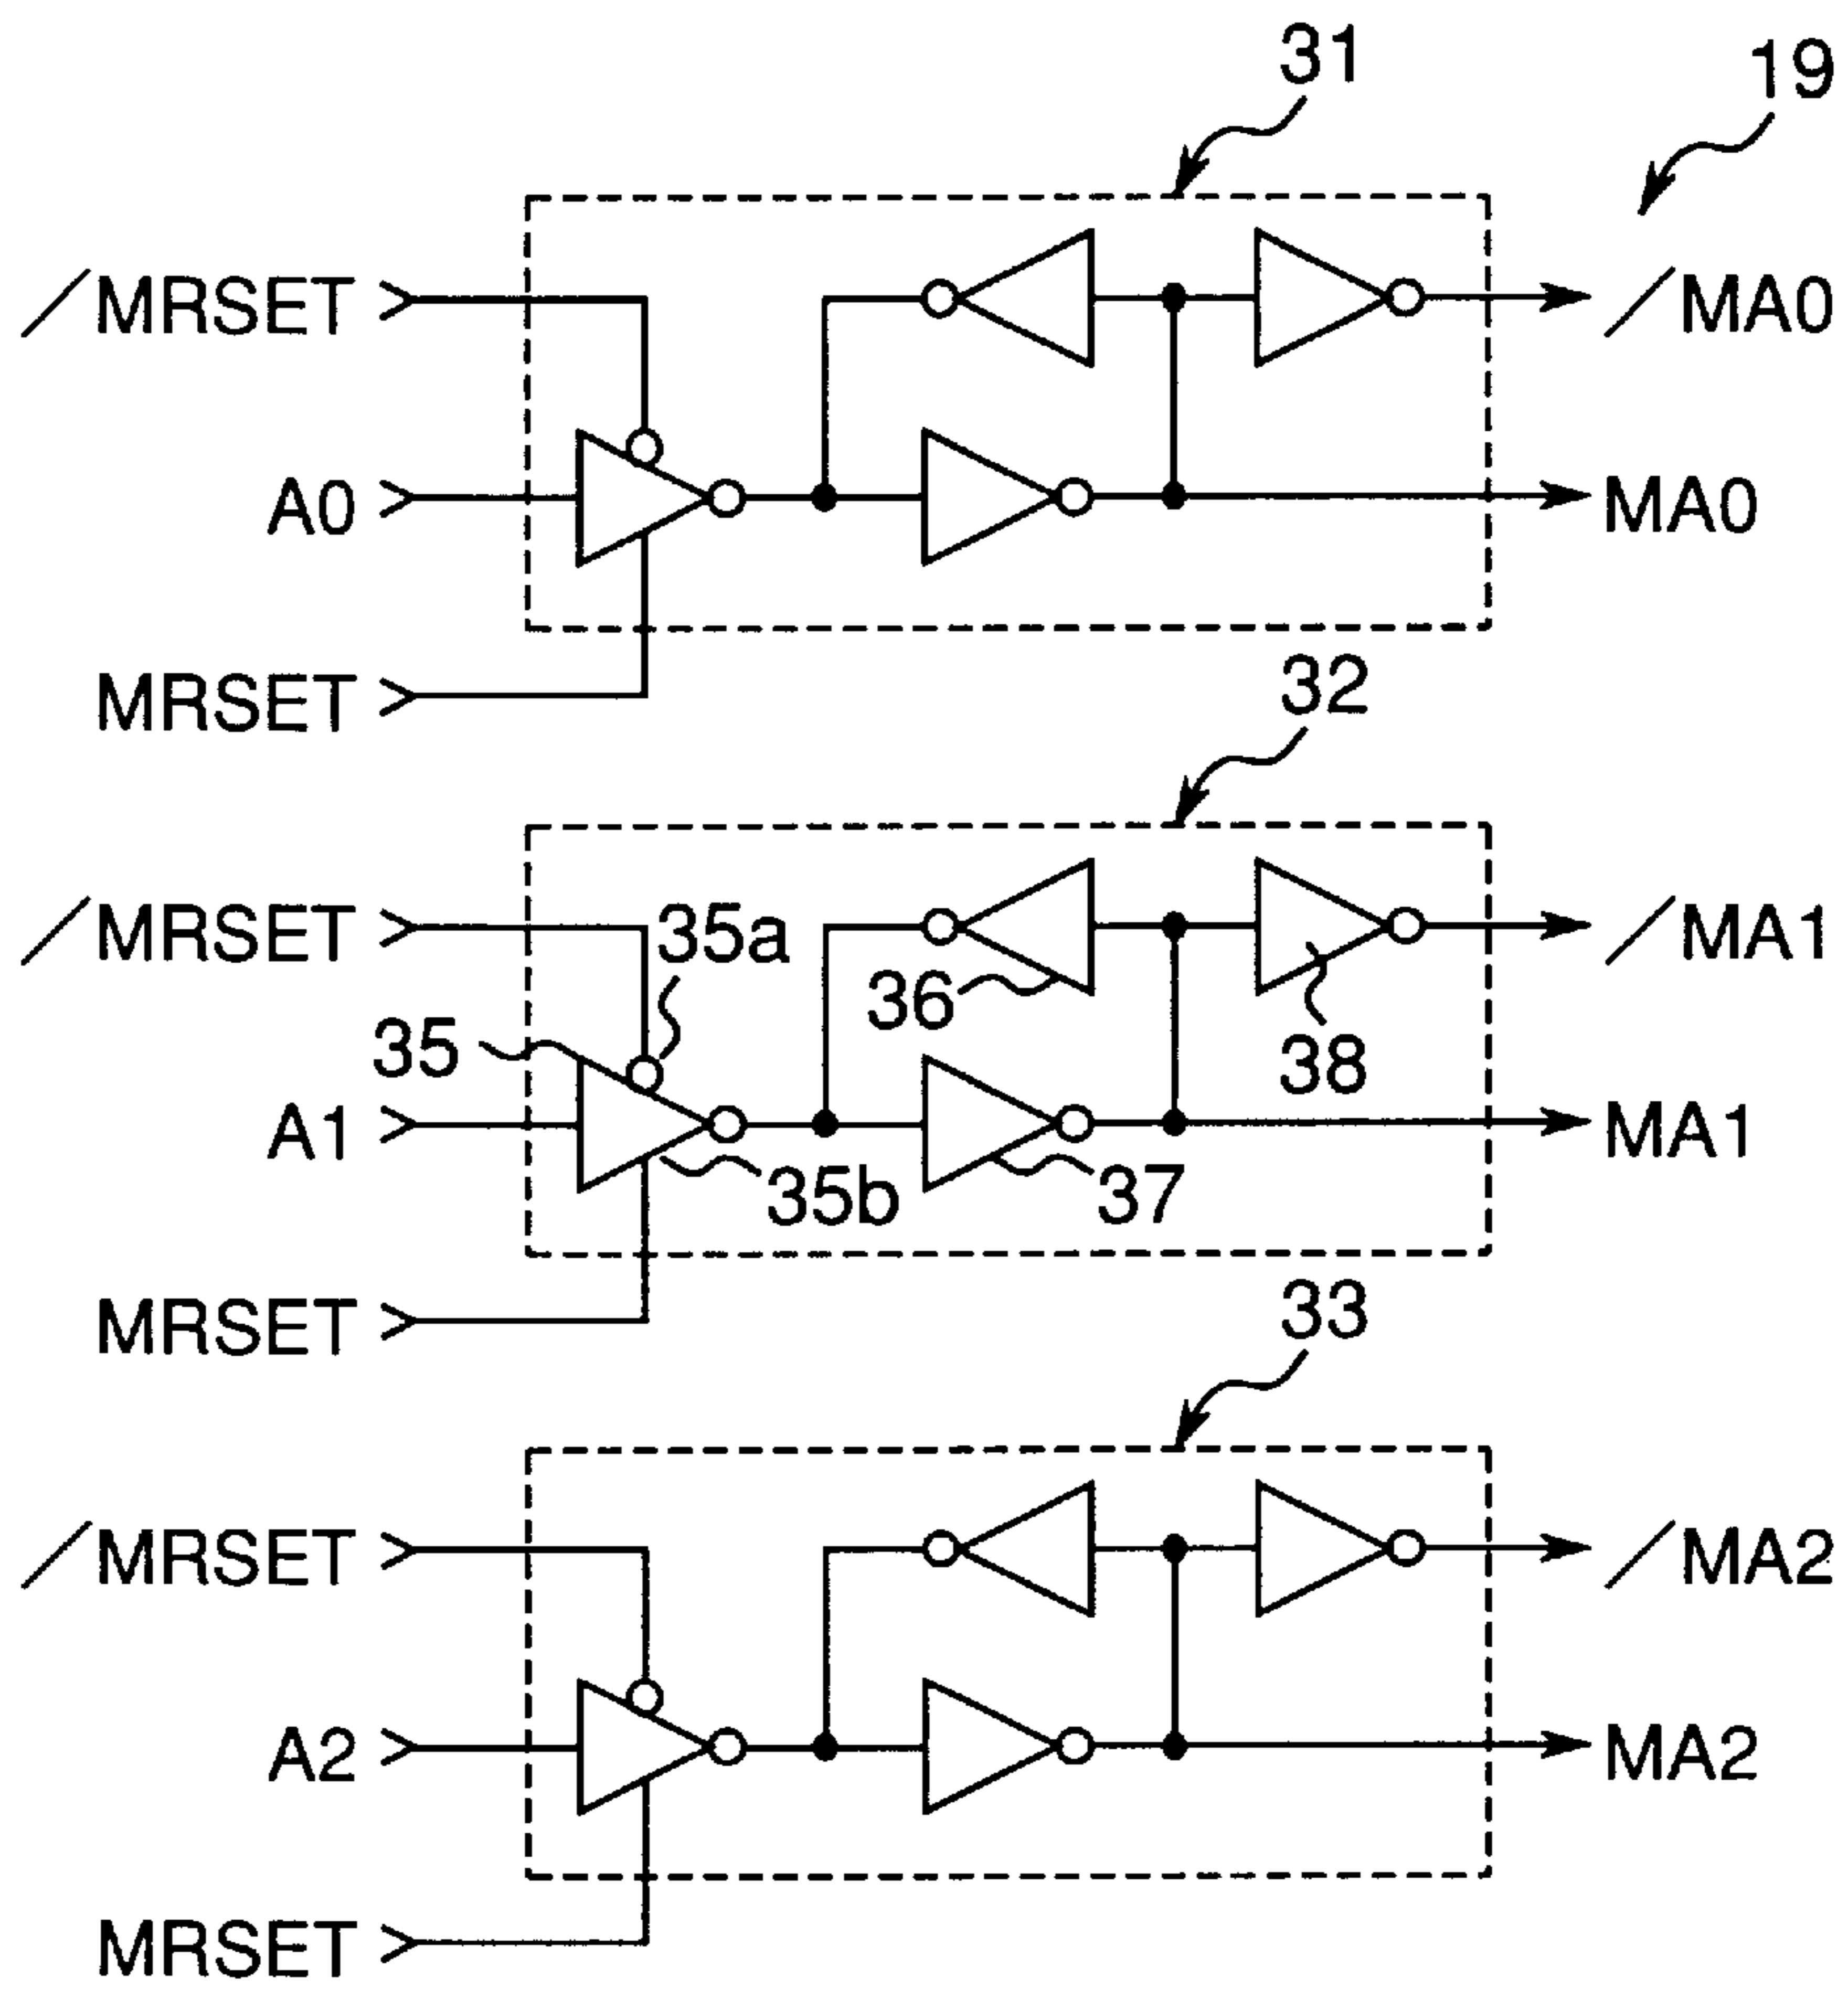 31
19
/MRSET
/MA0
A0
MA0
MRSET
32
/MRSET
35a
/MA1
36
35
38
A1
MA1
35b
37
MRSET
33
/MRSET
/MA2
A2
MA2
MRSET